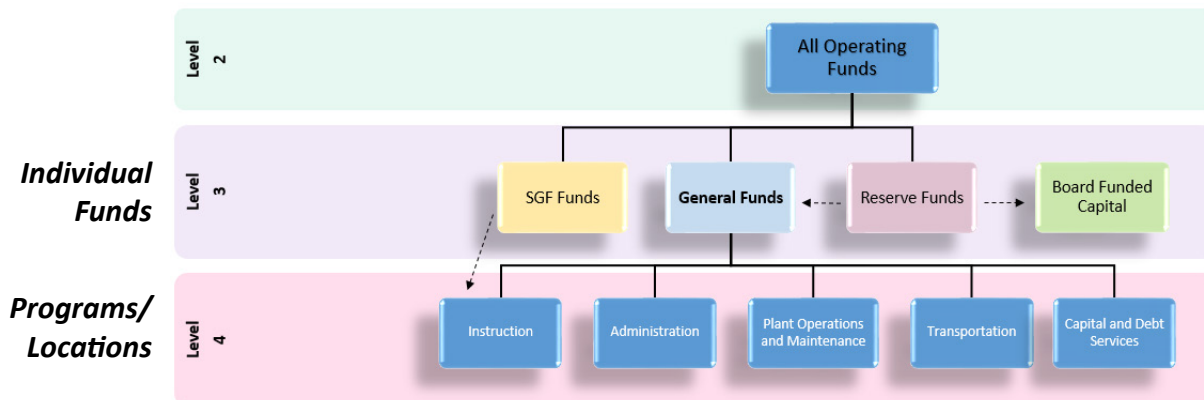 Level
2
All Operating
Funds
Individual
Funds
Level
3
SGF Funds
General Funds
Reserve Funds
Board Funded
Capital
Programs/
Locations
Level
4
Instruction
Administration
Plant Operations
and Maintenance
Transportation
Capital and Debt
Services